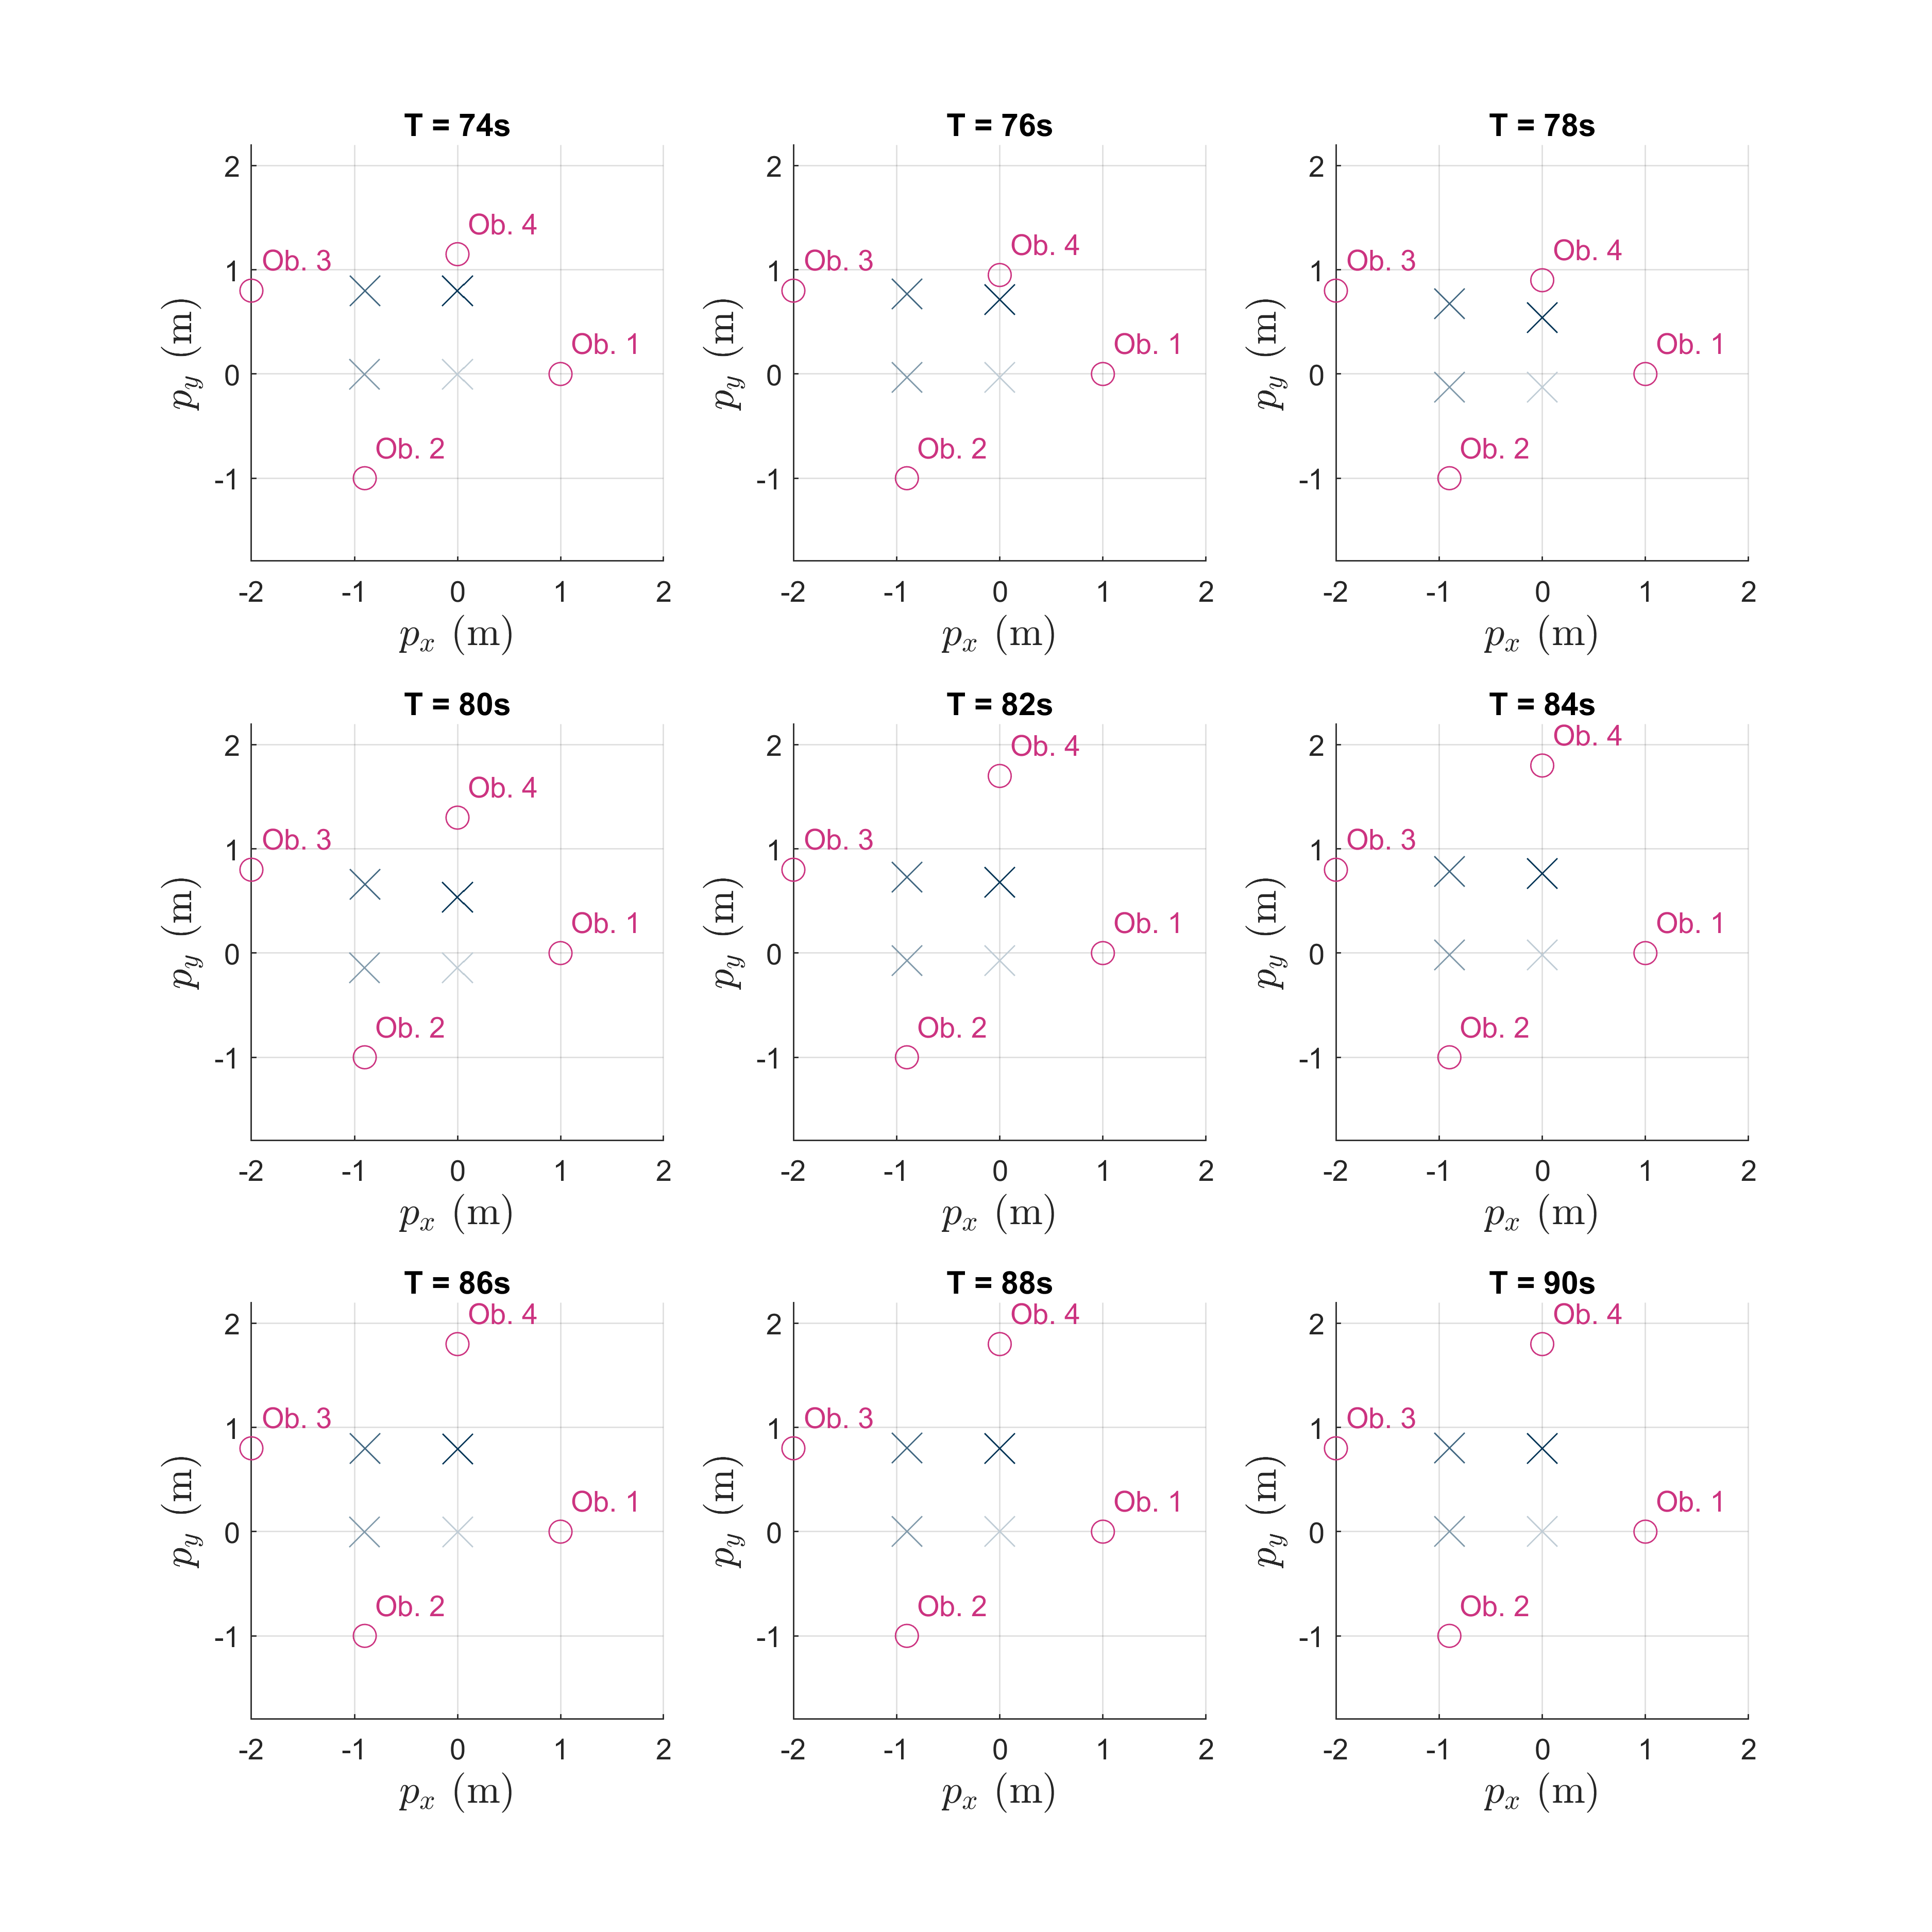 T = 74s
2
1
0
-1
-2 -1 0 1 2
p_y (m)
p_x (m)
Ob. 4
Ob. 3
Ob. 1
Ob. 2
T = 76s
2
1
0
-1
-2 -1 0 1 2
p_y (m)
p_x (m)
Ob. 4
Ob. 3
Ob. 1
Ob. 2
T = 78s
2
1
0
-1
-2 -1 0 1 2
p_y (m)
p_x (m)
Ob. 4
Ob. 3
Ob. 1
Ob. 2
T = 80s
2
1
0
-1
-2 -1 0 1 2
p_y (m)
p_x (m)
Ob. 4
Ob. 3
Ob. 1
Ob. 2
T = 82s
2
1
0
-1
-2 -1 0 1 2
p_y (m)
p_x (m)
Ob. 4
Ob. 3
Ob. 1
Ob. 2
T = 84s
2
1
0
-1
-2 -1 0 1 2
p_y (m)
p_x (m)
Ob. 4
Ob. 3
Ob. 1
Ob. 2
T = 86s
2
1
0
-1
-2 -1 0 1 2
p_y (m)
p_x (m)
Ob. 4
Ob. 3
Ob. 1
Ob. 2
T = 88s
2
1
0
-1
-2 -1 0 1 2
p_y (m)
p_x (m)
Ob. 4
Ob. 3
Ob. 1
Ob. 2
T = 90s
2
1
0
-1
-2 -1 0 1 2
p_y (m)
p_x (m)
Ob. 4
Ob. 3
Ob. 1
Ob. 2